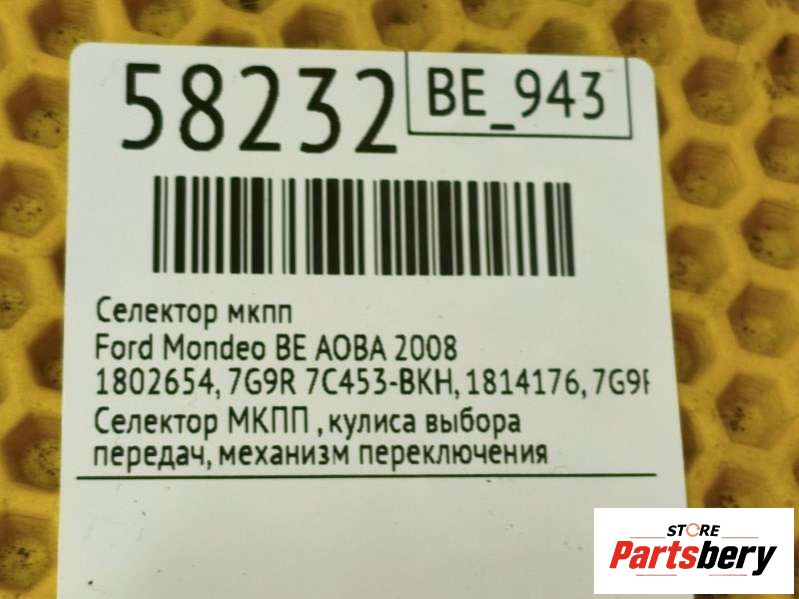 58232
BE_943
Селектор мкпп
Ford Mondeo BE AOBA 2008
1802654, 7G9R 7C453-BKH, 1814176, 7G9
Селектор МКПП , кулиса выбора
передач, механизм переключения
STORE
Partsbery